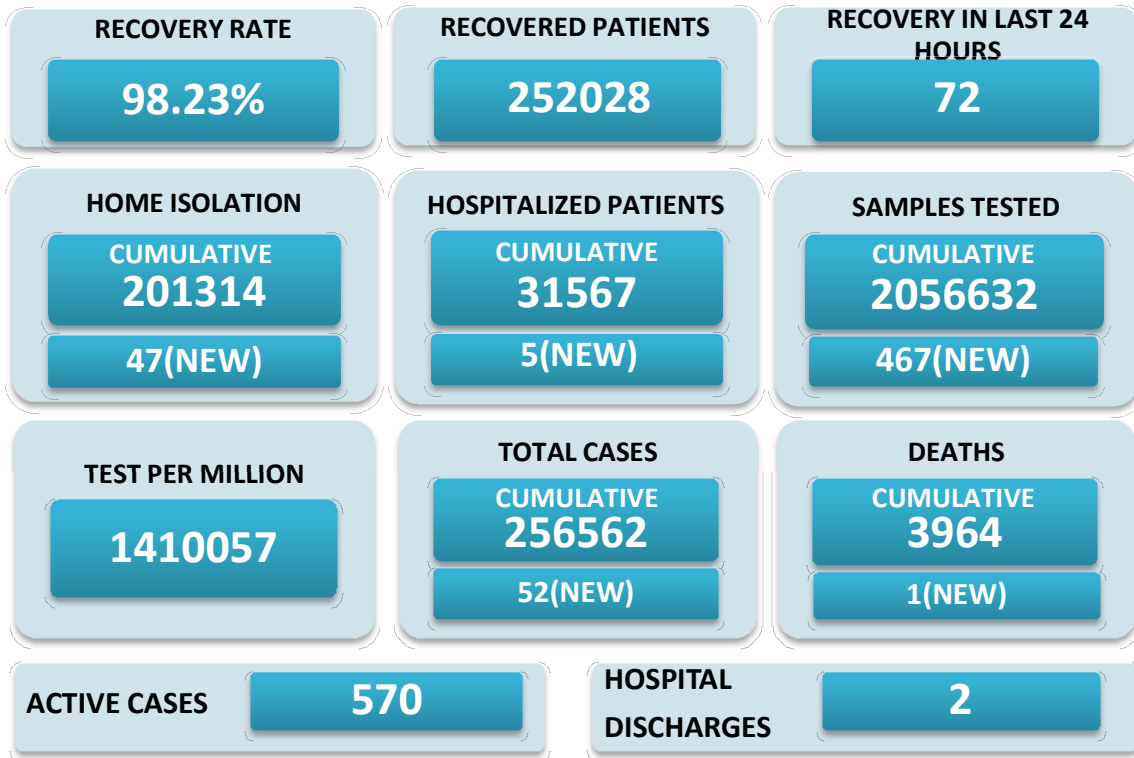 RECOVERY RATE
98.23%
RECOVERED PATIENTS
252028
RECOVERY IN LAST 24
HOURS
72
HOME ISOLATION
CUMULATIVE
201314
47(NEW)
HOSPITALIZED PATIENTS
CUMULATIVE
31567
5(NEW)
SAMPLES TESTED
CUMULATIVE
2056632
467(NEW)
TEST PER MILLION
1410057
TOTAL CASES
CUMULATIVE
256562
52(NEW)
DEATHS
CUMULATIVE
3964
1(NEW)
ACTIVE CASES
570
HOSPITAL
DISCHARGES
2